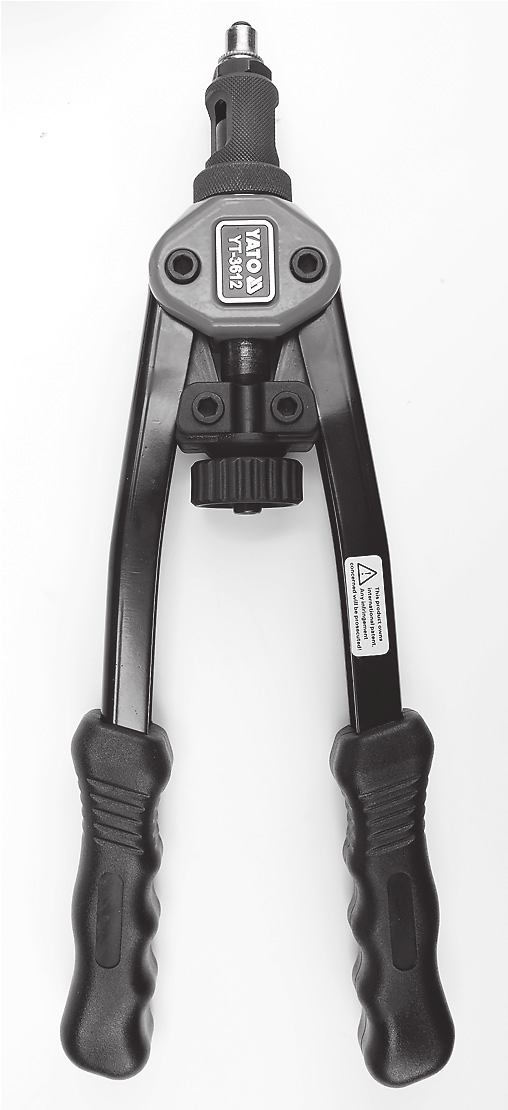 YATO
YT-3612
This product owns
international patent.
Any infringement
concerned will be prosecuted!